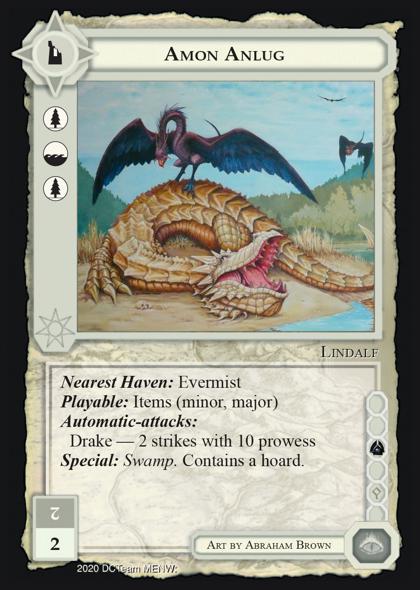 Amon Anlug
Lindalf
Nearest Haven: Evermist
Playable: Items (minor, major)
Automatic-attacks:
Drake — 2 strikes with 10 prowess
Special: Swamp. Contains a hoard.
2
2
Art by Abraham Brown
2020 DCTeam MENW: